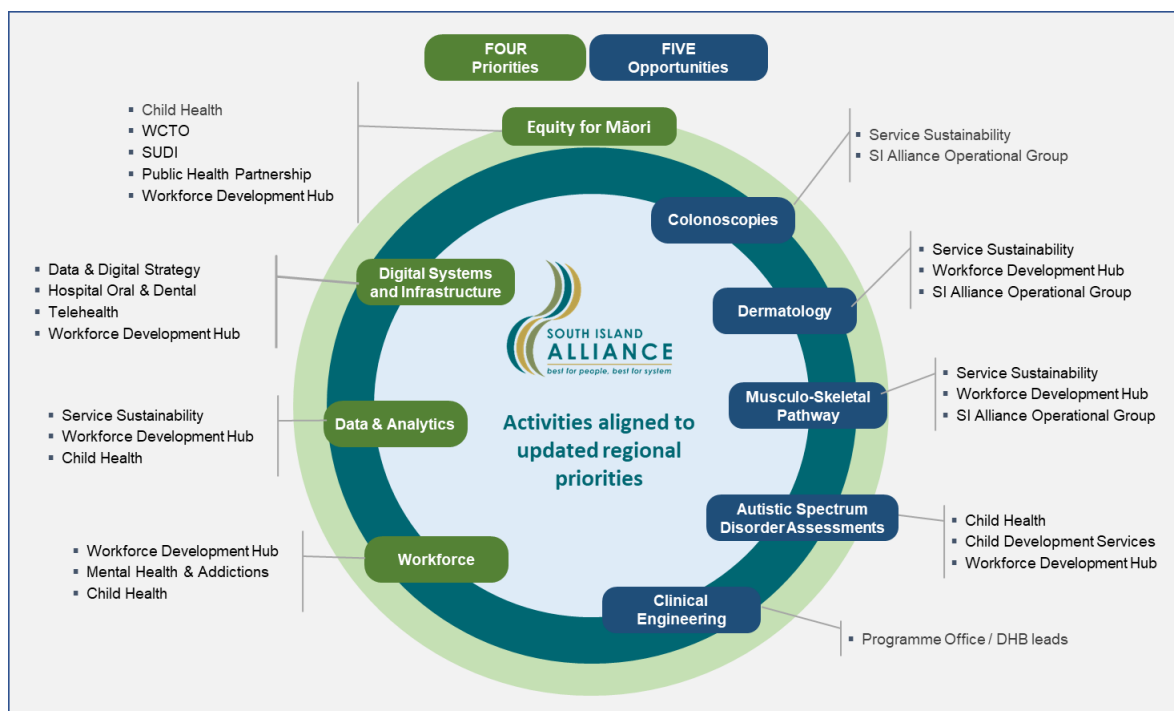 FOUR
Priorities
FIVE
Opportunities
Equity for Māori
▪ Child Health
▪ WCTO
▪ SUDI
▪ Public Health Partnership
▪ Workforce Development Hub
Digital Systems
and Infrastructure
▪ Data & Digital Strategy
▪ Hospital Oral & Dental
▪ Telehealth
▪ Workforce Development Hub
Data & Analytics
▪ Service Sustainability
▪ Workforce Development Hub
▪ Child Health
Workforce
▪ Workforce Development Hub
▪ Mental Health & Addictions
▪ Child Health
SOUTH ISLAND
ALLIANCE
best for people, best for system
Activities aligned to
updated regional
priorities
Colonoscopies
▪ Service Sustainability
▪ SI Alliance Operational Group
Dermatology
▪ Service Sustainability
▪ Workforce Development Hub
▪ SI Alliance Operational Group
Musculo-Skeletal
Pathway
▪ Service Sustainability
▪ Workforce Development Hub
▪ SI Alliance Operational Group
Autistic Spectrum
Disorder Assessments
▪ Child Health
▪ Child Development Services
▪ Workforce Development Hub
Clinical
Engineering
▪ Programme Office / DHB leads